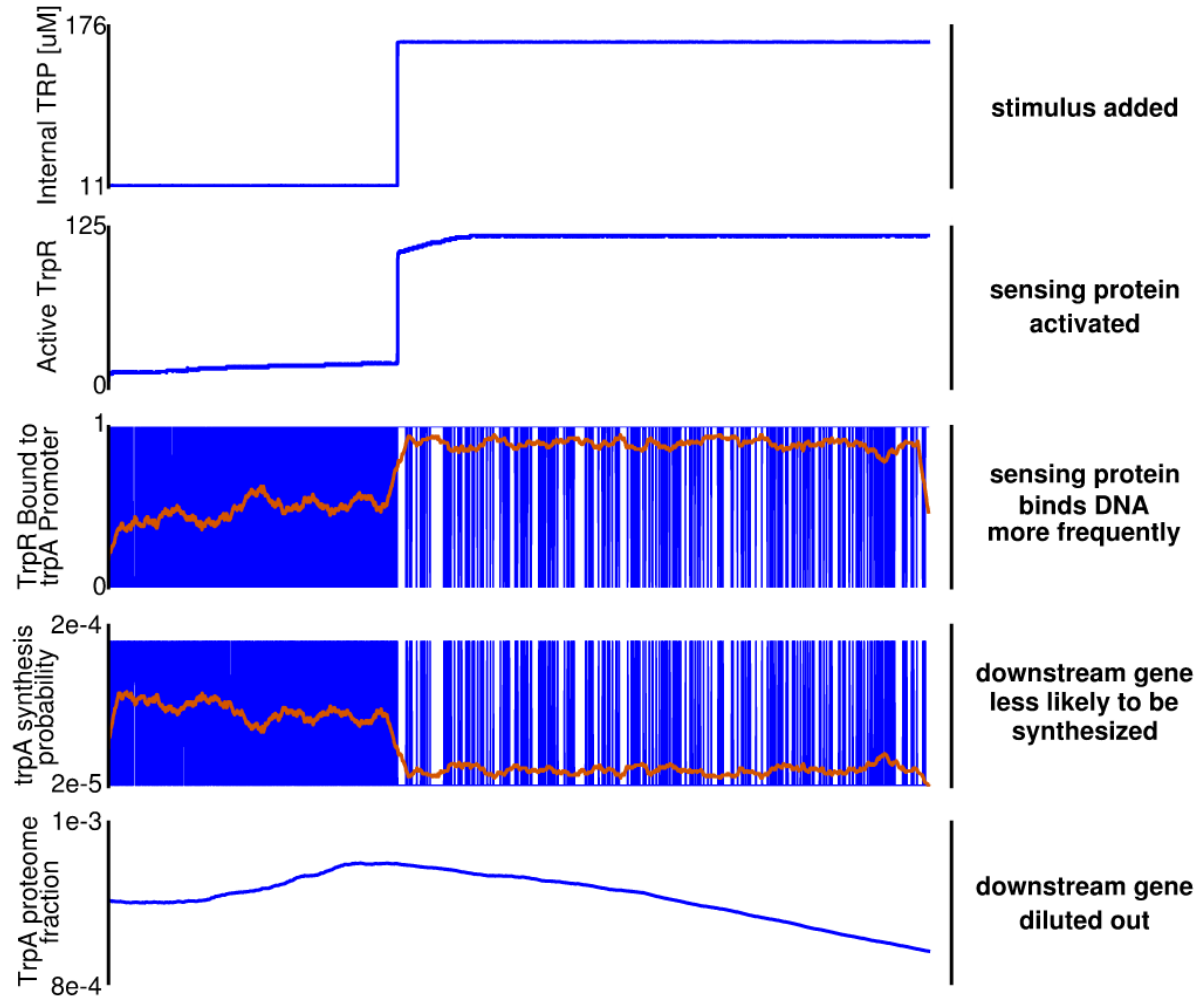 176
Internal TRP [uM]
11
stimulus added
125
Active TrpR
0
sensing protein
activated
1
TrpR Bound to
trpA Promoter
0
sensing protein
binds DNA
more frequently
2e-4
trpA synthesis
probability
2e-5
downstream gene
less likely to be
synthesized
1e-3
TrpA proteome
fraction
8e-4
downstream gene
diluted out